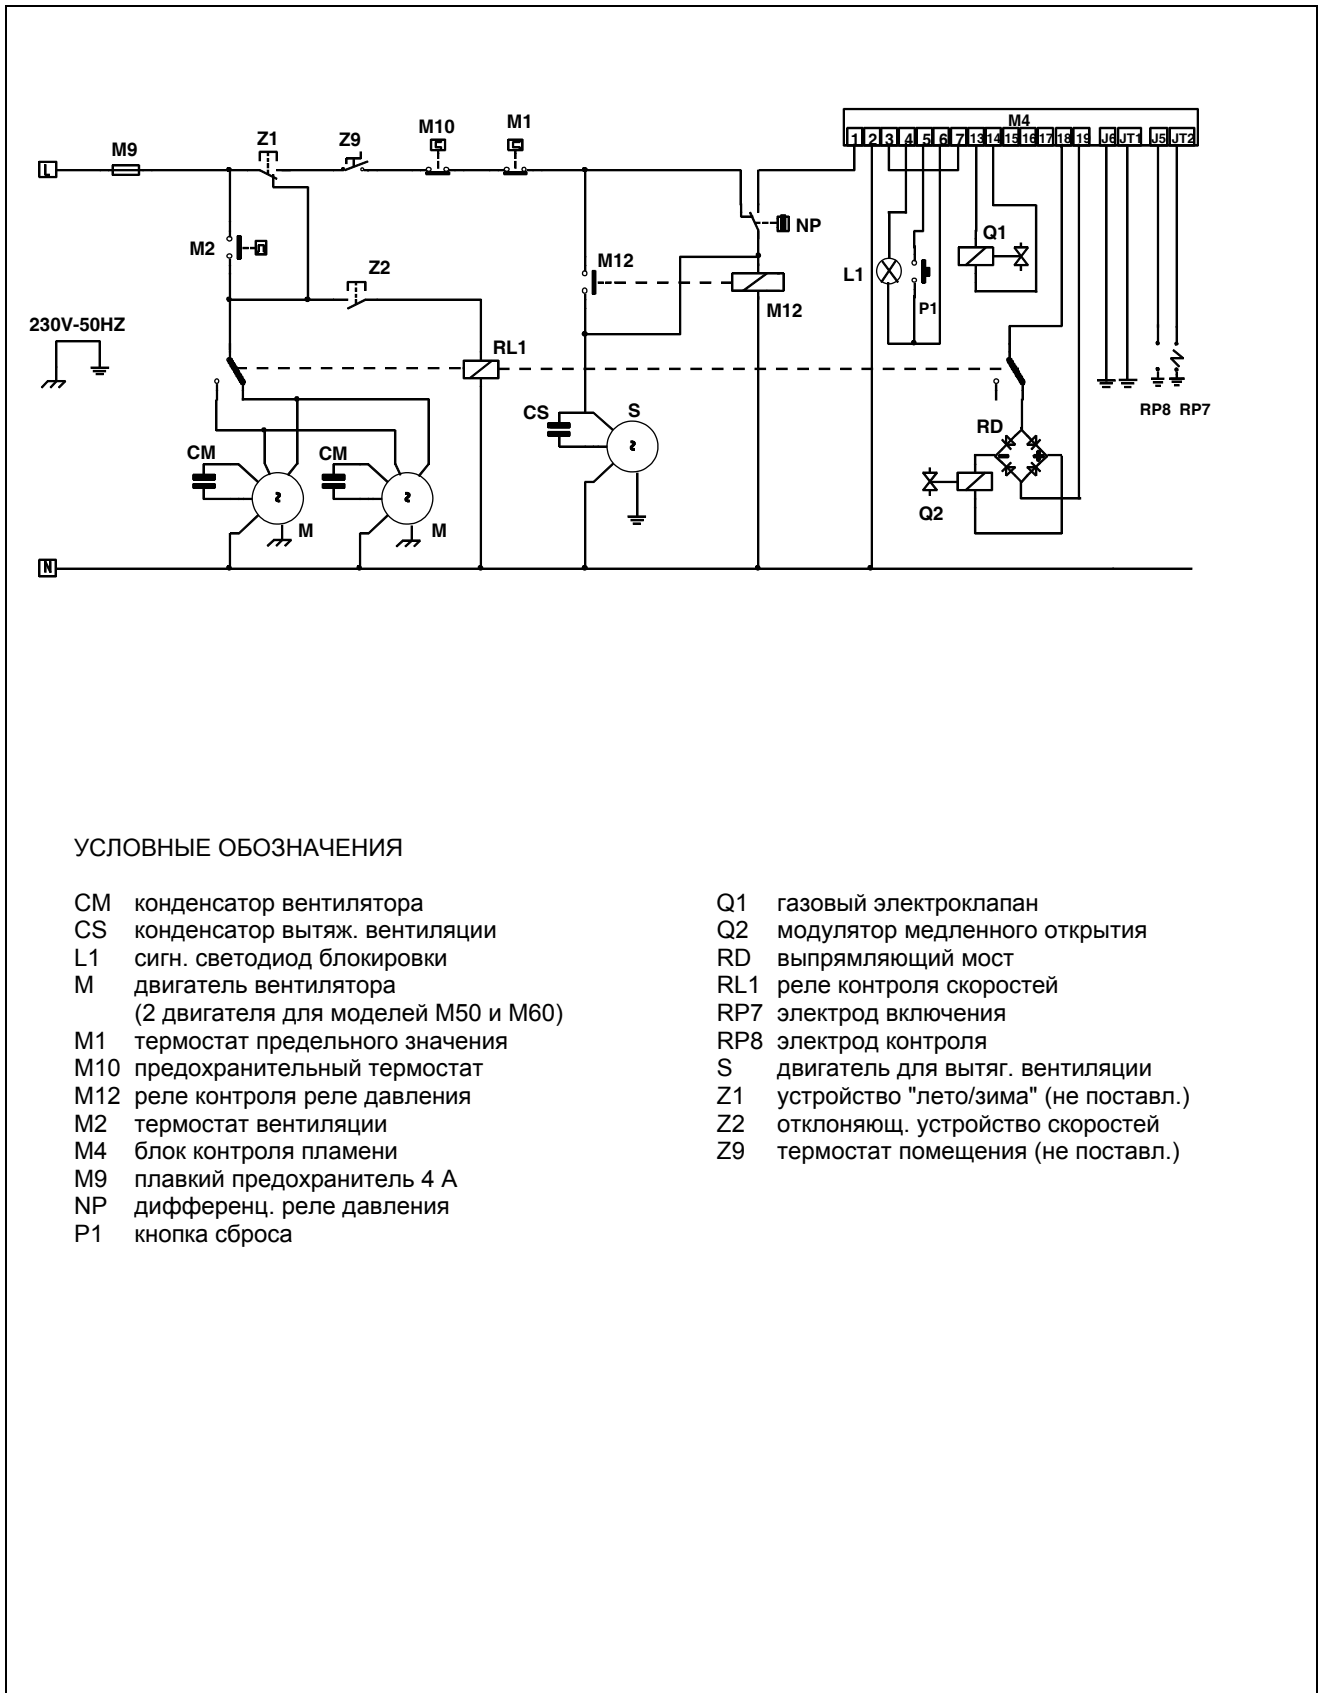 M4
1 2 3 4 5 6 7 13 14 15 16 17 18 19 J6 JT1 J5 JT2
M9
Z1
Z9
M10
M1
L
NP
M2
Z2
M12
Q1
L1
P1
M12
230V-50HZ
RL1
RP8 RP7
CS
S
RD
CM
CM
Q2
M
M
N
УСЛОВНЫЕ ОБОЗНАЧЕНИЯ
CM конденсатор вентилятора
CS конденсатор вытяж. вентиляции
L1 сигн. светодиод блокировки
M двигатель вентилятора
(2 двигателя для моделей M50 и M60)
M1 термостат предельного значения
M10 предохранительный термостат
M12 реле контроля реле давления
M2 термостат вентиляции
M4 блок контроля пламени
M9 плавкий предохранитель 4 А
NP дифференц. реле давления
P1 кнопка сброса
Q1 газовый электроклапан
Q2 модулятор медленного открытия
RD выпрямляющий мост
RL1 реле контроля скоростей
RP7 электрод включения
RP8 электрод контроля
S двигатель для вытяг. вентиляции
Z1 устройство "лето/зима" (не поставл.)
Z2 отклоняющ. устройство скоростей
Z9 термостат помещения (не поставл.)